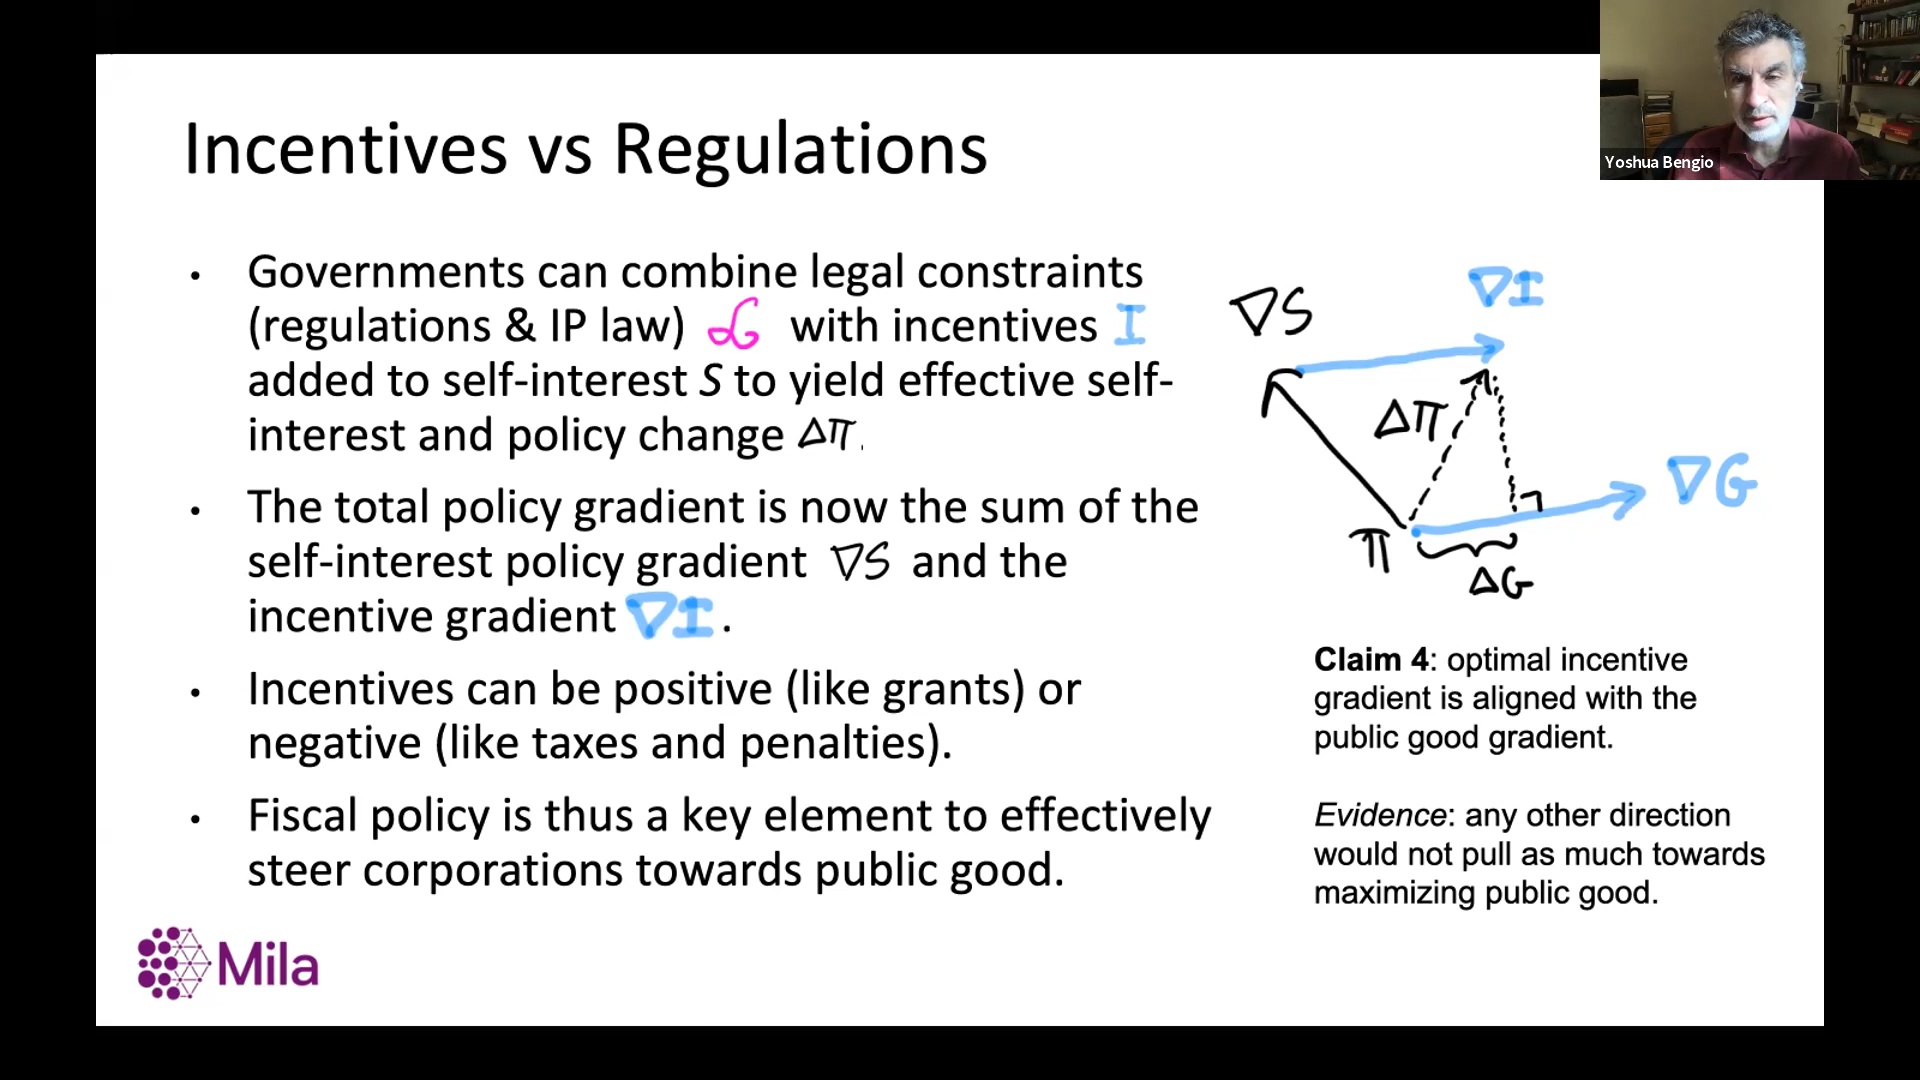 Yoshua Bengio
Incentives vs Regulations
• Governments can combine legal constraints
(regulations & IP law) ℒ with incentives I
added to self-interest S to yield effective self-
interest and policy change Δπ.
• The total policy gradient is now the sum of the
self-interest policy gradient ∇S and the
incentive gradient ∇I.
• Incentives can be positive (like grants) or
negative (like taxes and penalties).
• Fiscal policy is thus a key element to effectively
steer corporations towards public good.
∇S
∇I
Δπ
∇G
π
ΔG
Claim 4: optimal incentive
gradient is aligned with the
public good gradient.
Evidence: any other direction
would not pull as much towards
maximizing public good.
Mila